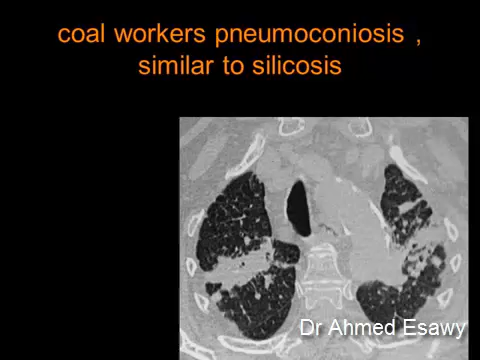 coal workers pneumoconiosis ,
similar to silicosis
Dr Ahmed Esawy